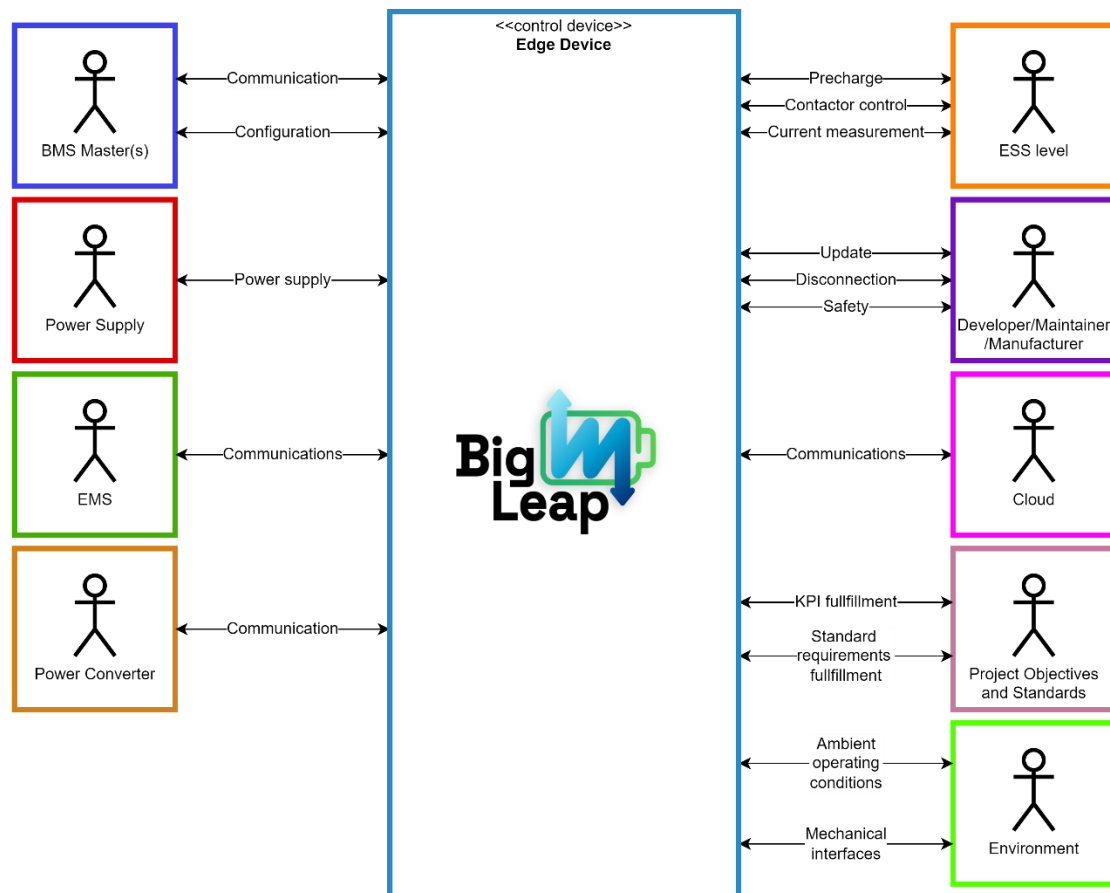 <<control device>>
Edge Device
Communication
Configuration
BMS Master(s)
Power supply
Power Supply
Communications
EMS
Communication
Power Converter
Big
Leap
Precharge
Contactor control
Current measurement
ESS level
Update
Disconnection
Safety
Developer/Maintainer
/Manufacturer
Communications
Cloud
KPI fullfillment
Standard
requirements
fullfillment
Project Objectives
and Standards
Ambient
operating
conditions
Mechanical
interfaces
Environment